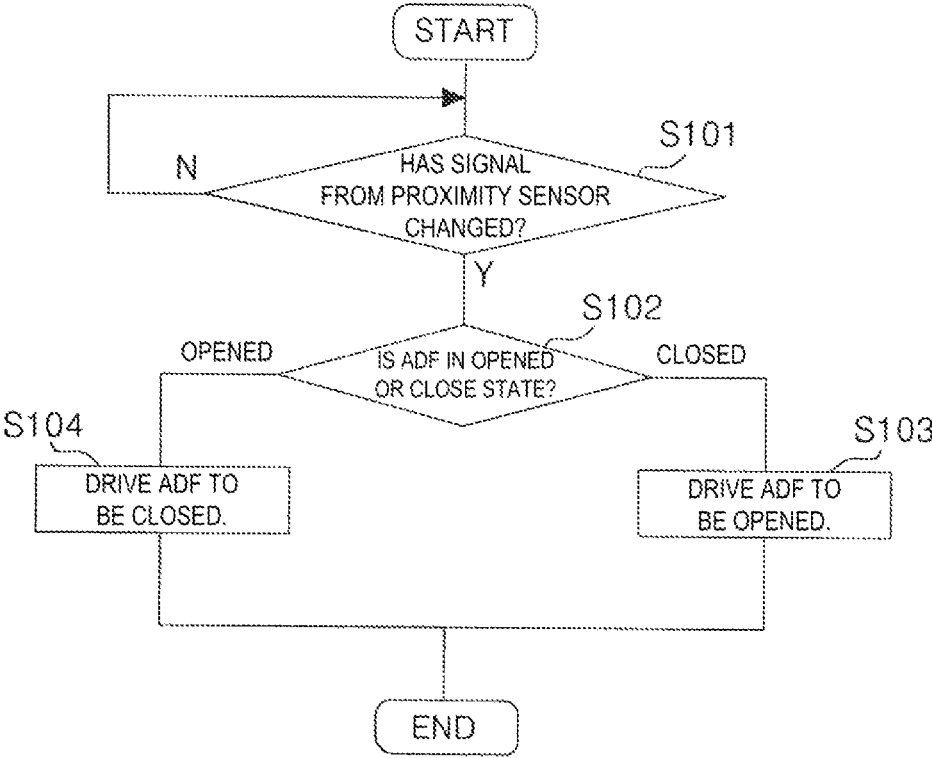 START
S101
N
HAS SIGNAL
FROM PROXIMITY SENSOR
CHANGED?
Y
S102
OPENED
IS ADF IN OPENED
OR CLOSE STATE?
CLOSED
S104
S103
DRIVE ADF TO
BE CLOSED.
DRIVE ADF TO
BE OPENED.
END